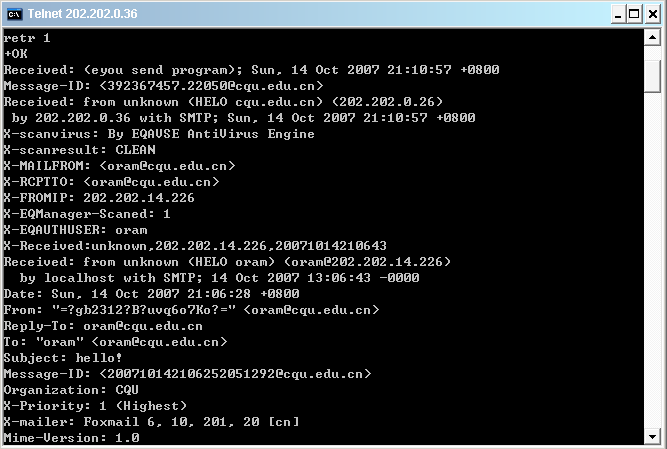 Telnet 202.202.0.36
retr 1
+OK
Received: (eyou send program); Sun, 14 Oct 2007 21:10:57 +0800
Message-ID: <392367457.22050@cqu.edu.cn>
Received: from unknown (HELO cqu.edu.cn) (202.202.0.26)
 by 202.202.0.36 with SMTP; Sun, 14 Oct 2007 21:10:57 +0800
X-scanvirus: By EQAVSE AntiVirus Engine
X-scanresult: CLEAN
X-MAILFROM: <oram@cqu.edu.cn>
X-RCPTTO: <oram@cqu.edu.cn>
X-FROMIP: 202.202.14.226
X-EQManager-Scaned: 1
X-EQAUTHUSER: oram
X-Received:unknown,202.202.14.226,20071014210643
Received: from unknown (HELO oram) (oram@202.202.14.226)
  by localhost with SMTP; 14 Oct 2007 13:06:43 -0000
Date: Sun, 14 Oct 2007 21:06:28 +0800
From: "=?gb2312?B?uvq6o7Ko?=" <oram@cqu.edu.cn>
Reply-To: oram@cqu.edu.cn
To: "oram" <oram@cqu.edu.cn>
Subject: hello!
Message-ID: <200710142106252051292@cqu.edu.cn>
Organization: CQU
X-Priority: 1 (Highest)
X-mailer: Foxmail 6, 10, 201, 20 [cn]
Mime-Version: 1.0